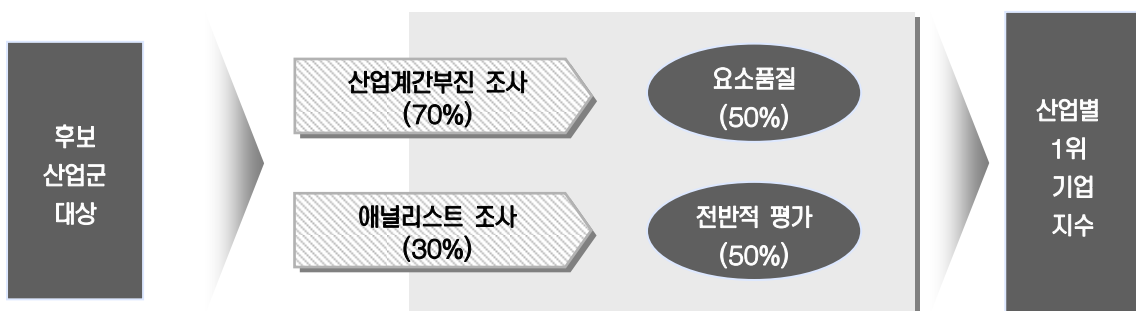 후보
산업군
대상
산업계간부진 조사
(70%)
애널리스트 조사
(30%)
요소품질
(50%)
전반적 평가
(50%)
산업별
1위
기업
지수